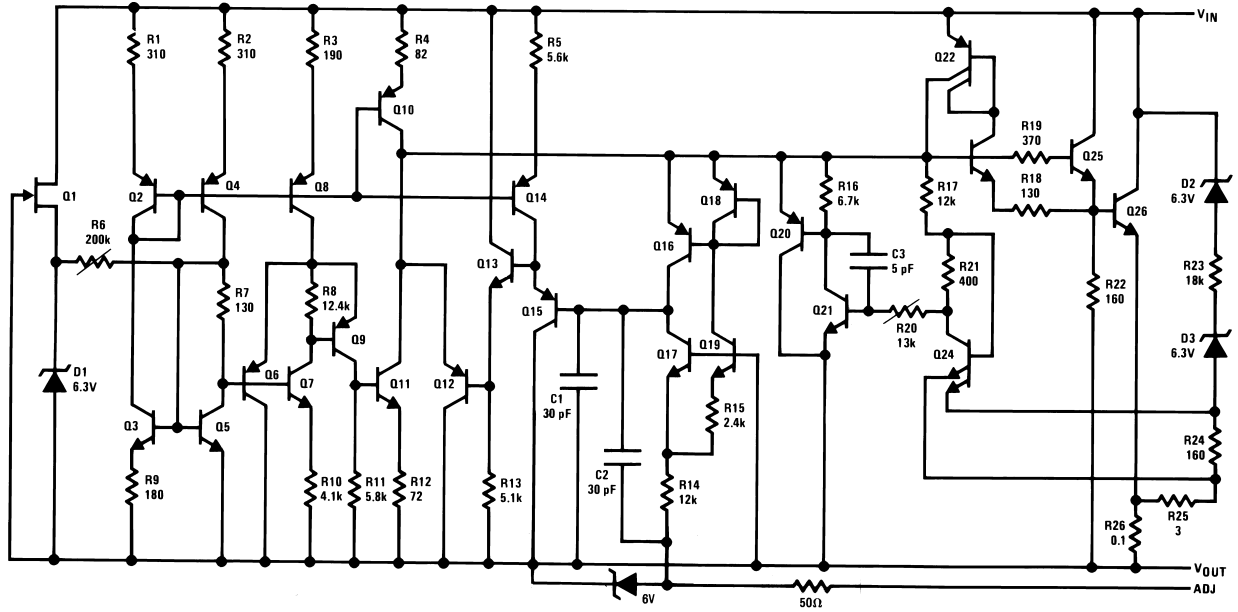 R1
310
R2
310
R3
190
R4
82
R5
5.6k
VIN
Q22
Q10
R19
370
Q25
Q1
Q2
Q4
Q8
Q14
Q18
R16
6.7k
R17
12k
R18
130
Q26
D2
6.3V
R6
200k
Q13
Q16
Q20
C3
5 pF
R21
400
R22
160
R23
18k
R7
130
R8
12.4k
Q9
Q15
Q21
R20
13k
Q24
D3
6.3V
D1
6.3V
Q6
Q7
Q11
Q12
Q17
Q19
C1
30 pF
R15
2.4k
Q3
Q5
R24
160
R9
180
R10
4.1k
R11
5.8k
R12
72
R13
5.1k
C2
30 pF
R14
12k
R26
0.1
R25
3
VOUT
6V
50Ω
ADJ